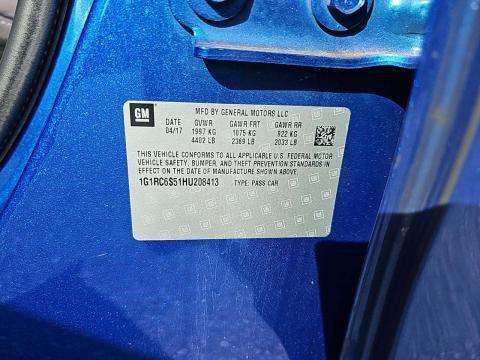 GM
MFD BY GENERAL MOTORS LLC
DATE GVWR GAWR FRT GAWR RR
04/17 1997 KG 1075 KG 922 KG
4402 LB 2369 LB 2033 LB
THIS VEHICLE CONFORMS TO ALL APPLICABLE U.S. FEDERAL MOTOR
VEHICLE SAFETY, BUMPER, AND THEFT PREVENTION STANDARDS IN
EFFECT ON THE DATE OF MANUFACTURE SHOWN ABOVE.
1G1RC6S51HU208413 TYPE: PASS CAR